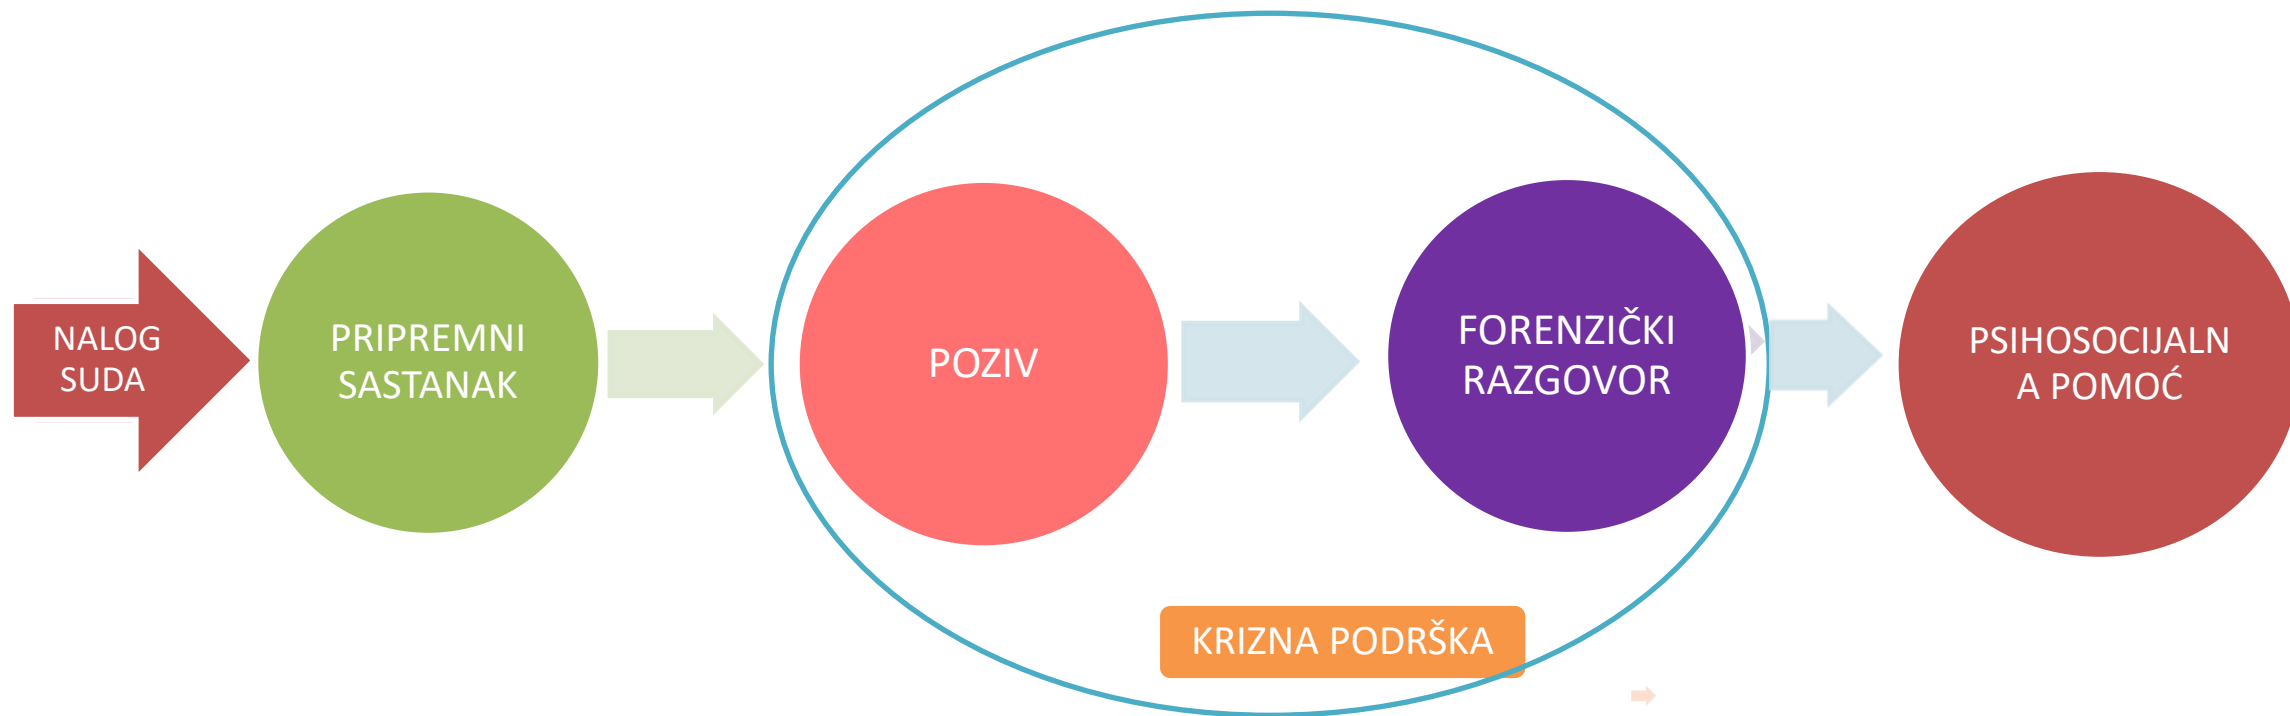 NALOG
SUDA
PRIPREMNI
SASTANAK
POZIV
FORENZIČKI
RAZGOVOR
PSIHOSOCIJALN
A POMOĆ
KRIZNA PODRŠKA